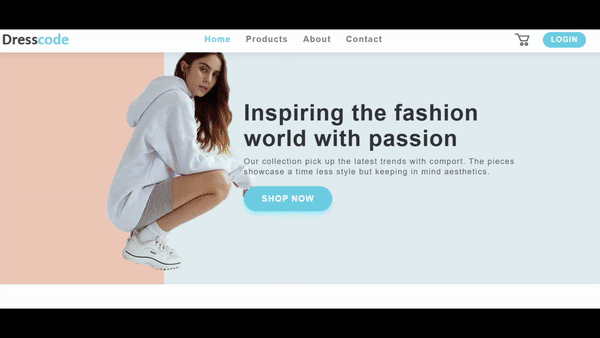 Dresscode
Home Products About Contact
LOGIN
Inspiring the fashion
world with passion
Our collection pick up the latest trends with comport. The pieces
showcase a time less style but keeping in mind aesthetics.
SHOP NOW